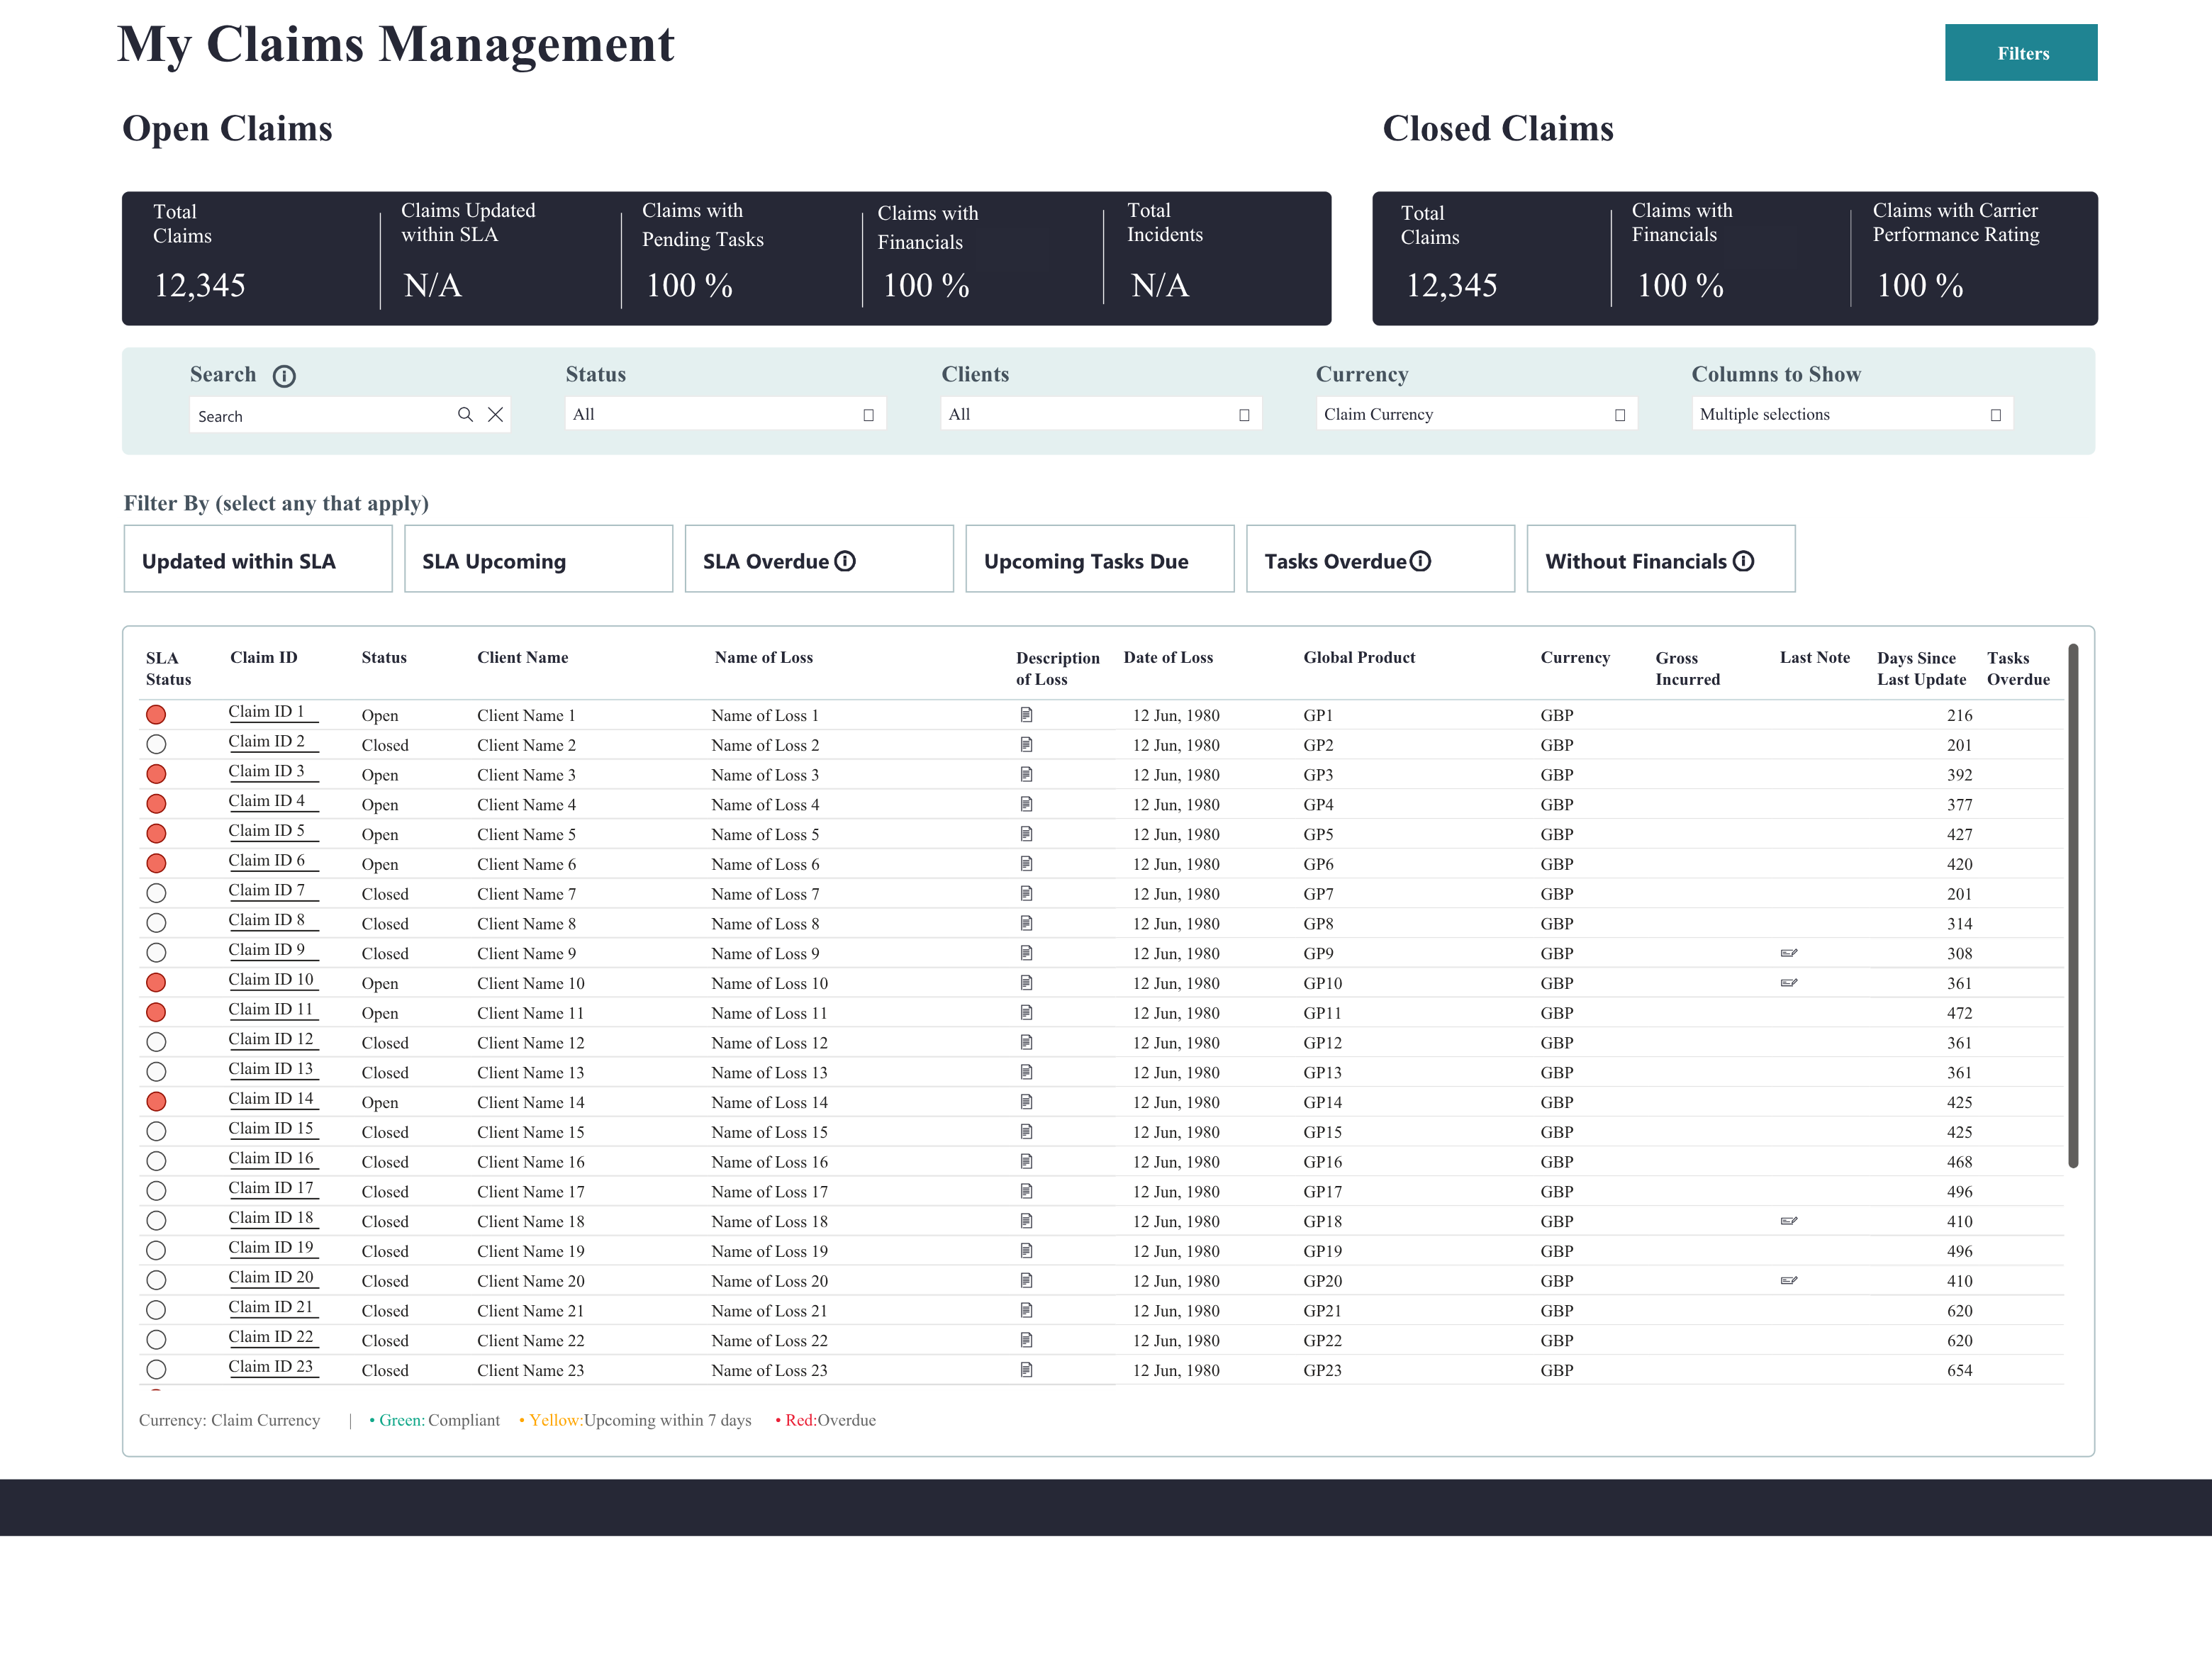 My Claims Management
Filters
Open Claims
Closed Claims
Total Claims
12,345
Claims Updated within SLA
N/A
Claims with Pending Tasks
100 %
Claims with Financials
100 %
Total Incidents
N/A
Total Claims
12,345
Claims with Financials
100 %
Claims with Carrier Performance Rating
100 %
Search Status Clients Currency Columns to Show
Search All All Claim Currency Multiple selections
Filter By (select any that apply)
Updated within SLA SLA Upcoming SLA Overdue Upcoming Tasks Due Tasks Overdue Without Financials
SLA Status Claim ID Status Client Name Name of Loss Description of Loss Date of Loss Global Product Currency Gross Incurred Last Note Days Since Last Update Tasks Overdue
Claim ID 1 Open Client Name 1 Name of Loss 1 12 Jun, 1980 GP1 GBP 216
Claim ID 2 Closed Client Name 2 Name of Loss 2 12 Jun, 1980 GP2 GBP 201
Claim ID 3 Open Client Name 3 Name of Loss 3 12 Jun, 1980 GP3 GBP 392
Claim ID 4 Open Client Name 4 Name of Loss 4 12 Jun, 1980 GP4 GBP 377
Claim ID 5 Open Client Name 5 Name of Loss 5 12 Jun, 1980 GP5 GBP 427
Claim ID 6 Open Client Name 6 Name of Loss 6 12 Jun, 1980 GP6 GBP 420
Claim ID 7 Closed Client Name 7 Name of Loss 7 12 Jun, 1980 GP7 GBP 201
Claim ID 8 Closed Client Name 8 Name of Loss 8 12 Jun, 1980 GP8 GBP 314
Claim ID 9 Closed Client Name 9 Name of Loss 9 12 Jun, 1980 GP9 GBP 308
Claim ID 10 Open Client Name 10 Name of Loss 10 12 Jun, 1980 GP10 GBP 361
Claim ID 11 Open Client Name 11 Name of Loss 11 12 Jun, 1980 GP11 GBP 472
Claim ID 12 Closed Client Name 12 Name of Loss 12 12 Jun, 1980 GP12 GBP 361
Claim ID 13 Closed Client Name 13 Name of Loss 13 12 Jun, 1980 GP13 GBP 361
Claim ID 14 Open Client Name 14 Name of Loss 14 12 Jun, 1980 GP14 GBP 425
Claim ID 15 Closed Client Name 15 Name of Loss 15 12 Jun, 1980 GP15 GBP 425
Claim ID 16 Closed Client Name 16 Name of Loss 16 12 Jun, 1980 GP16 GBP 468
Claim ID 17 Closed Client Name 17 Name of Loss 17 12 Jun, 1980 GP17 GBP 496
Claim ID 18 Closed Client Name 18 Name of Loss 18 12 Jun, 1980 GP18 GBP 410
Claim ID 19 Closed Client Name 19 Name of Loss 19 12 Jun, 1980 GP19 GBP 496
Claim ID 20 Closed Client Name 20 Name of Loss 20 12 Jun, 1980 GP20 GBP 410
Claim ID 21 Closed Client Name 21 Name of Loss 21 12 Jun, 1980 GP21 GBP 620
Claim ID 22 Closed Client Name 22 Name of Loss 22 12 Jun, 1980 GP22 GBP 620
Claim ID 23 Closed Client Name 23 Name of Loss 23 12 Jun, 1980 GP23 GBP 654
Currency: Claim Currency | • Green: Compliant • Yellow:Upcoming within 7 days • Red:Overdue